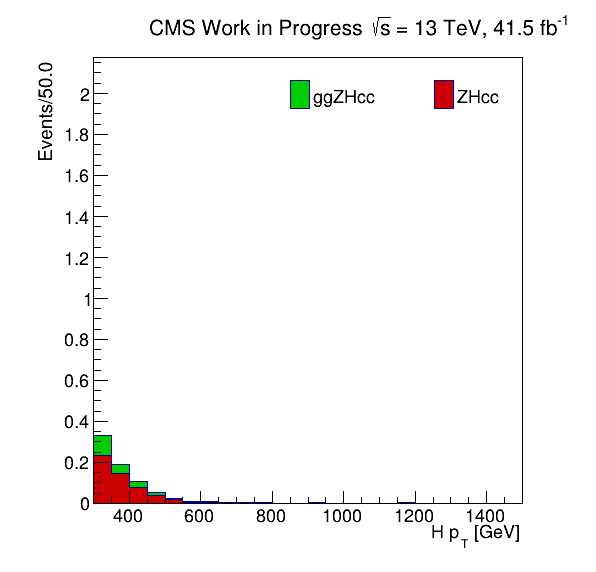 CMS Work in Progress √s = 13 TeV, 41.5 fb⁻¹
Events/50.0
ggZHcc
ZHcc
2
1.8
1.6
1.4
1.2
1
0.8
0.6
0.4
0.2
0
400 600 800 1000 1200 1400
H p_T [GeV]